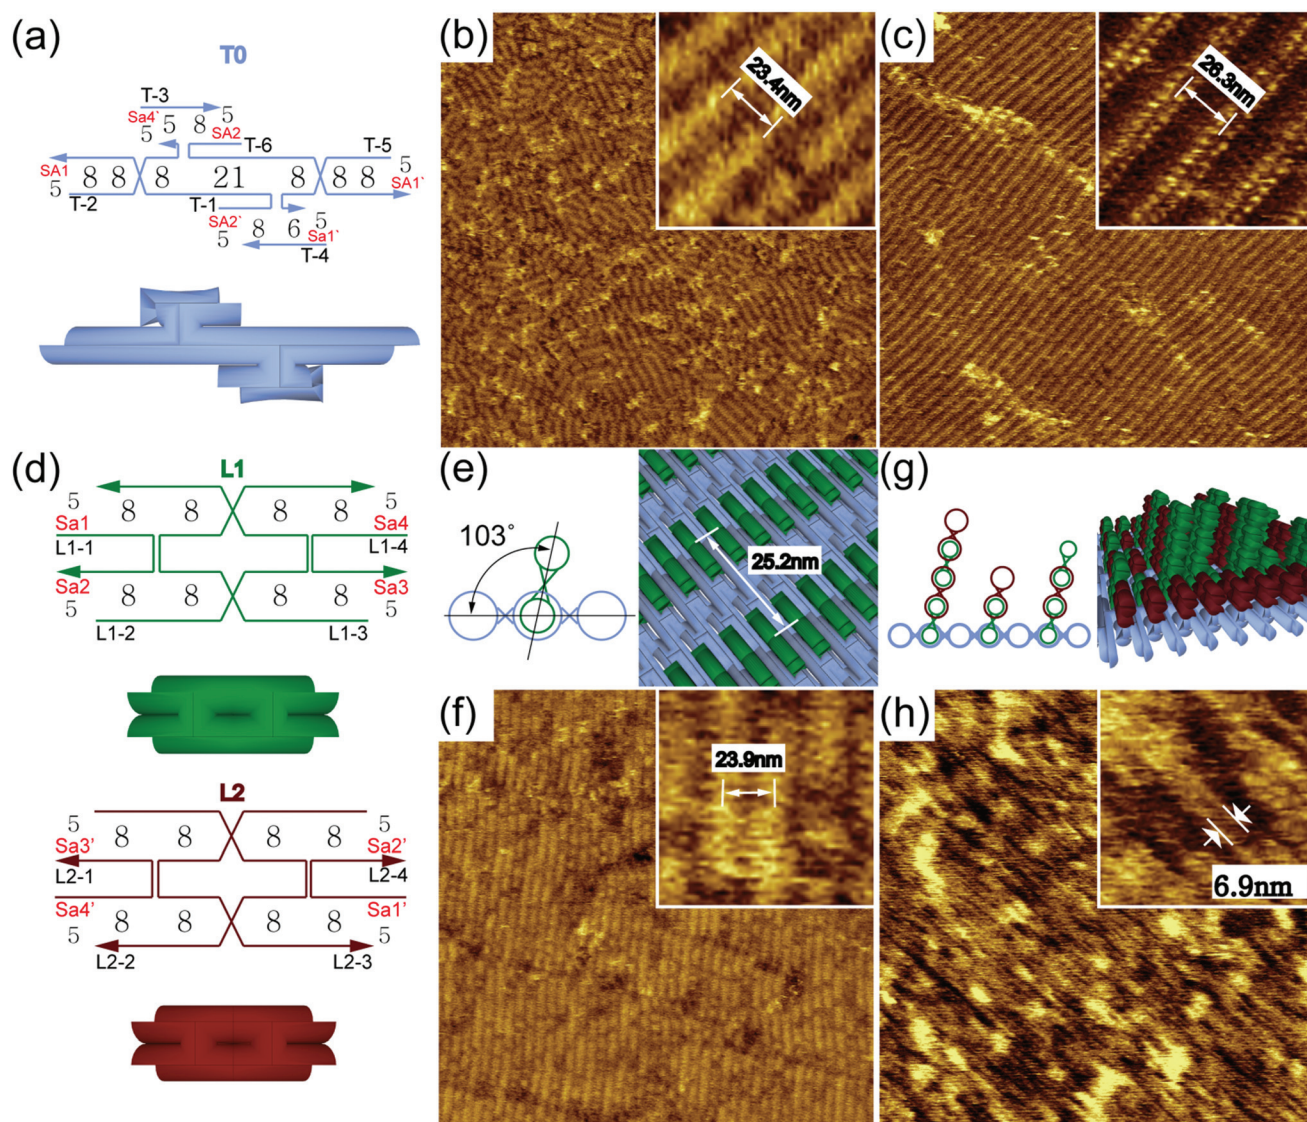 (a)
T0
T-3
Sa4` 5 5 8 5
SA2
T-6
T-5
SA1
5 8 8 8 21 8 8 8 5
SA1`
T-2
T-1
SA2`
5 8 6 5
Sa1`
T-4
(b)
23.4nm
(c)
26.3nm
(d)
L1
5 8 8 8 8 5
Sa1 Sa4
L1-1 L1-4
Sa2 Sa3
5 8 8 8 8 5
L1-2 L1-3
L2
5 8 8 8 8 5
Sa3’ Sa2’
L2-1 L2-4
Sa4’ Sa1’
5 8 8 8 8 5
L2-2 L2-3
(e)
103°
25.2nm
(f)
23.9nm
(g)
(h)
6.9nm